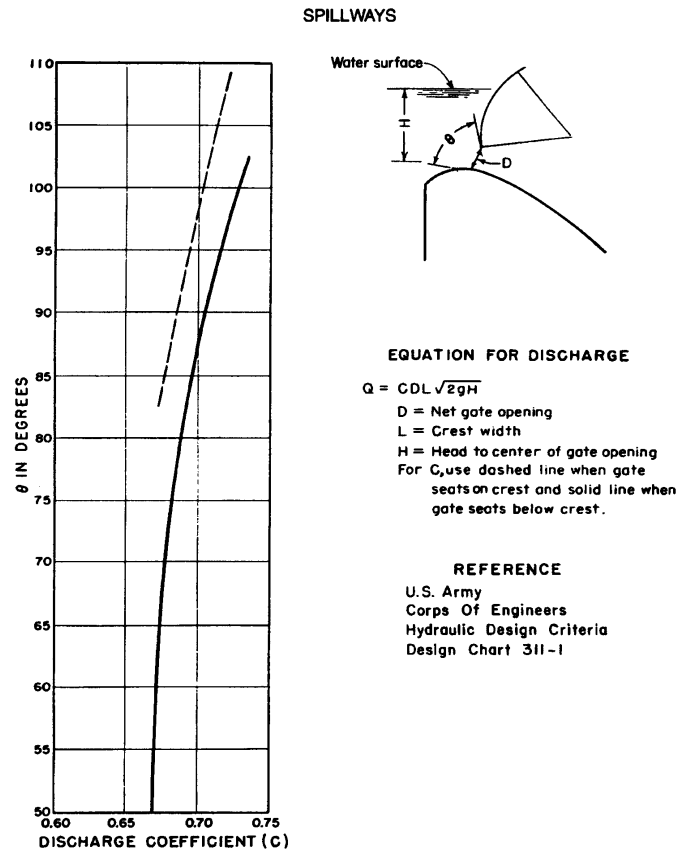 SPILLWAYS
110
105
100
95
90
85
80
75
70
65
60
55
50
θ IN DEGREES
0.60 0.65 0.70 0.75
DISCHARGE COEFFICIENT (C)
Water surface
H
θ
D
EQUATION FOR DISCHARGE
Q = CDL √2gH
D = Net gate opening
L = Crest width
H = Head to center of gate opening
For C,use dashed line when gate
seats on crest and solid line when
gate seats below crest.
REFERENCE
U.S. Army
Corps Of Engineers
Hydraulic Design Criteria
Design Chart 311-1